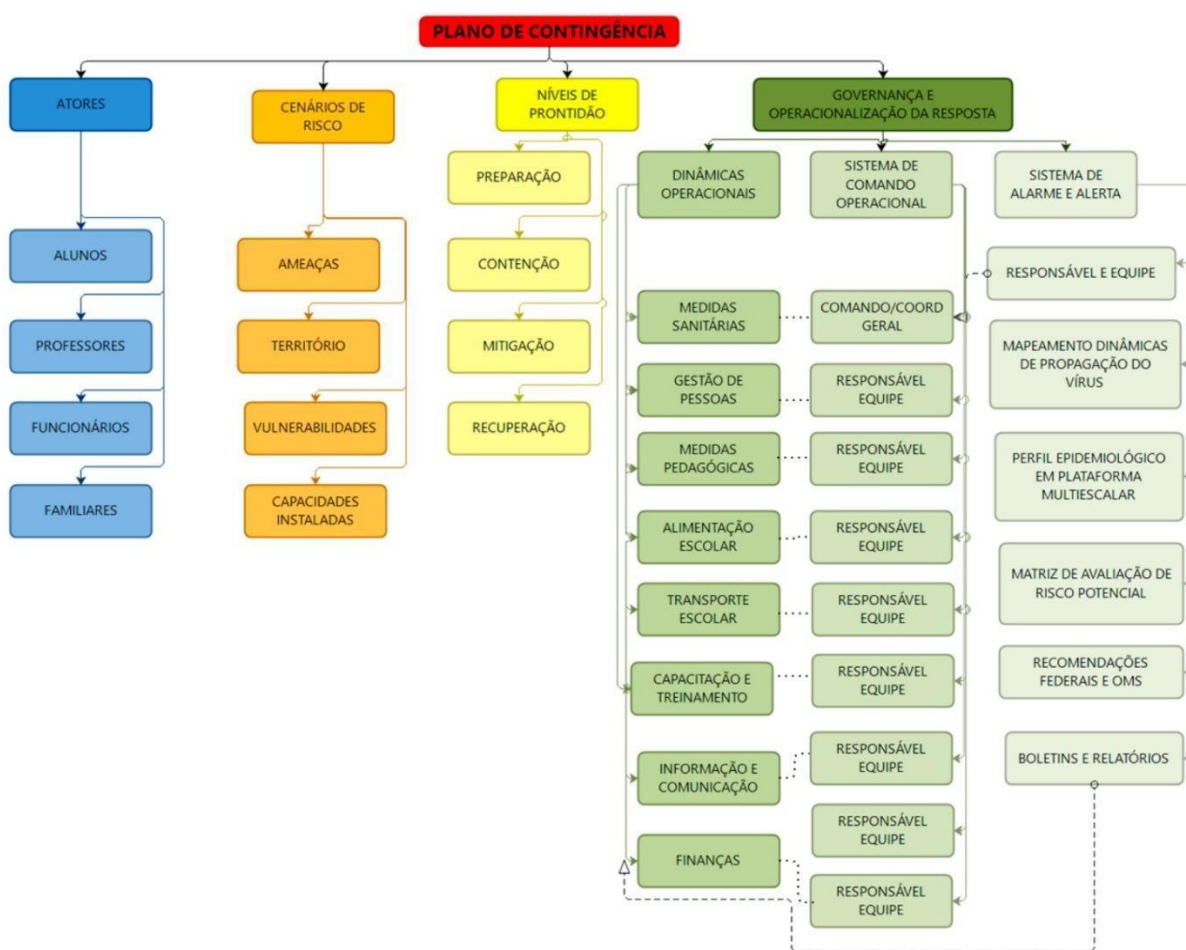 PLANO DE CONTINGÊNCIA
ATORES
CENÁRIOS DE
RISCO
NÍVEIS DE
PRONTIDÃO
GOVERNANÇA E
OPERACIONALIZAÇÃO DA RESPOSTA
ALUNOS
PROFESSORES
FUNCIONÁRIOS
FAMILIARES
AMEAÇAS
TERRITÓRIO
VULNERABILIDADES
CAPACIDADES
INSTALADAS
PREPARAÇÃO
CONTENÇÃO
MITIGAÇÃO
RECUPERAÇÃO
DINÂMICAS
OPERACIONAIS
MEDIDAS
SANITÁRIAS
GESTÃO DE
PESSOAS
MEDIDAS
PEDAGÓGICAS
ALIMENTAÇÃO
ESCOLAR
TRANSPORTE
ESCOLAR
CAPACITAÇÃO E
TREINAMENTO
INFORMAÇÃO E
COMUNICAÇÃO
FINANÇAS
SISTEMA DE
COMANDO
OPERACIONAL
COMANDO/COORD
GERAL
RESPONSÁVEL
EQUIPE
RESPONSÁVEL
EQUIPE
RESPONSÁVEL
EQUIPE
RESPONSÁVEL
EQUIPE
RESPONSÁVEL
EQUIPE
RESPONSÁVEL
EQUIPE
RESPONSÁVEL
EQUIPE
RESPONSÁVEL
EQUIPE
SISTEMA DE
ALARME E ALERTA
RESPONSÁVEL E EQUIPE
MAPEAMENTO DINÂMICAS
DE PROPAGAÇÃO DO
VÍRUS
PERFIL EPIDEMIOLÓGICO
EM PLATAFORMA
MULTIESCALAR
MATRIZ DE AVALIAÇÃO DE
RISCO POTENCIAL
RECOMENDAÇÕES
FEDERAIS E OMS
BOLETINS E RELATÓRIOS